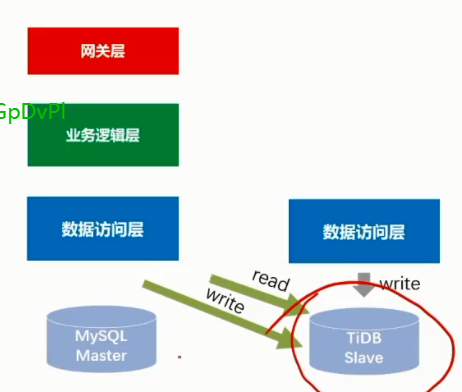 网关层
GpDvPl
业务逻辑层
数据访问层
数据访问层
read
write
write
MySQL
Master
TiDB
Slave